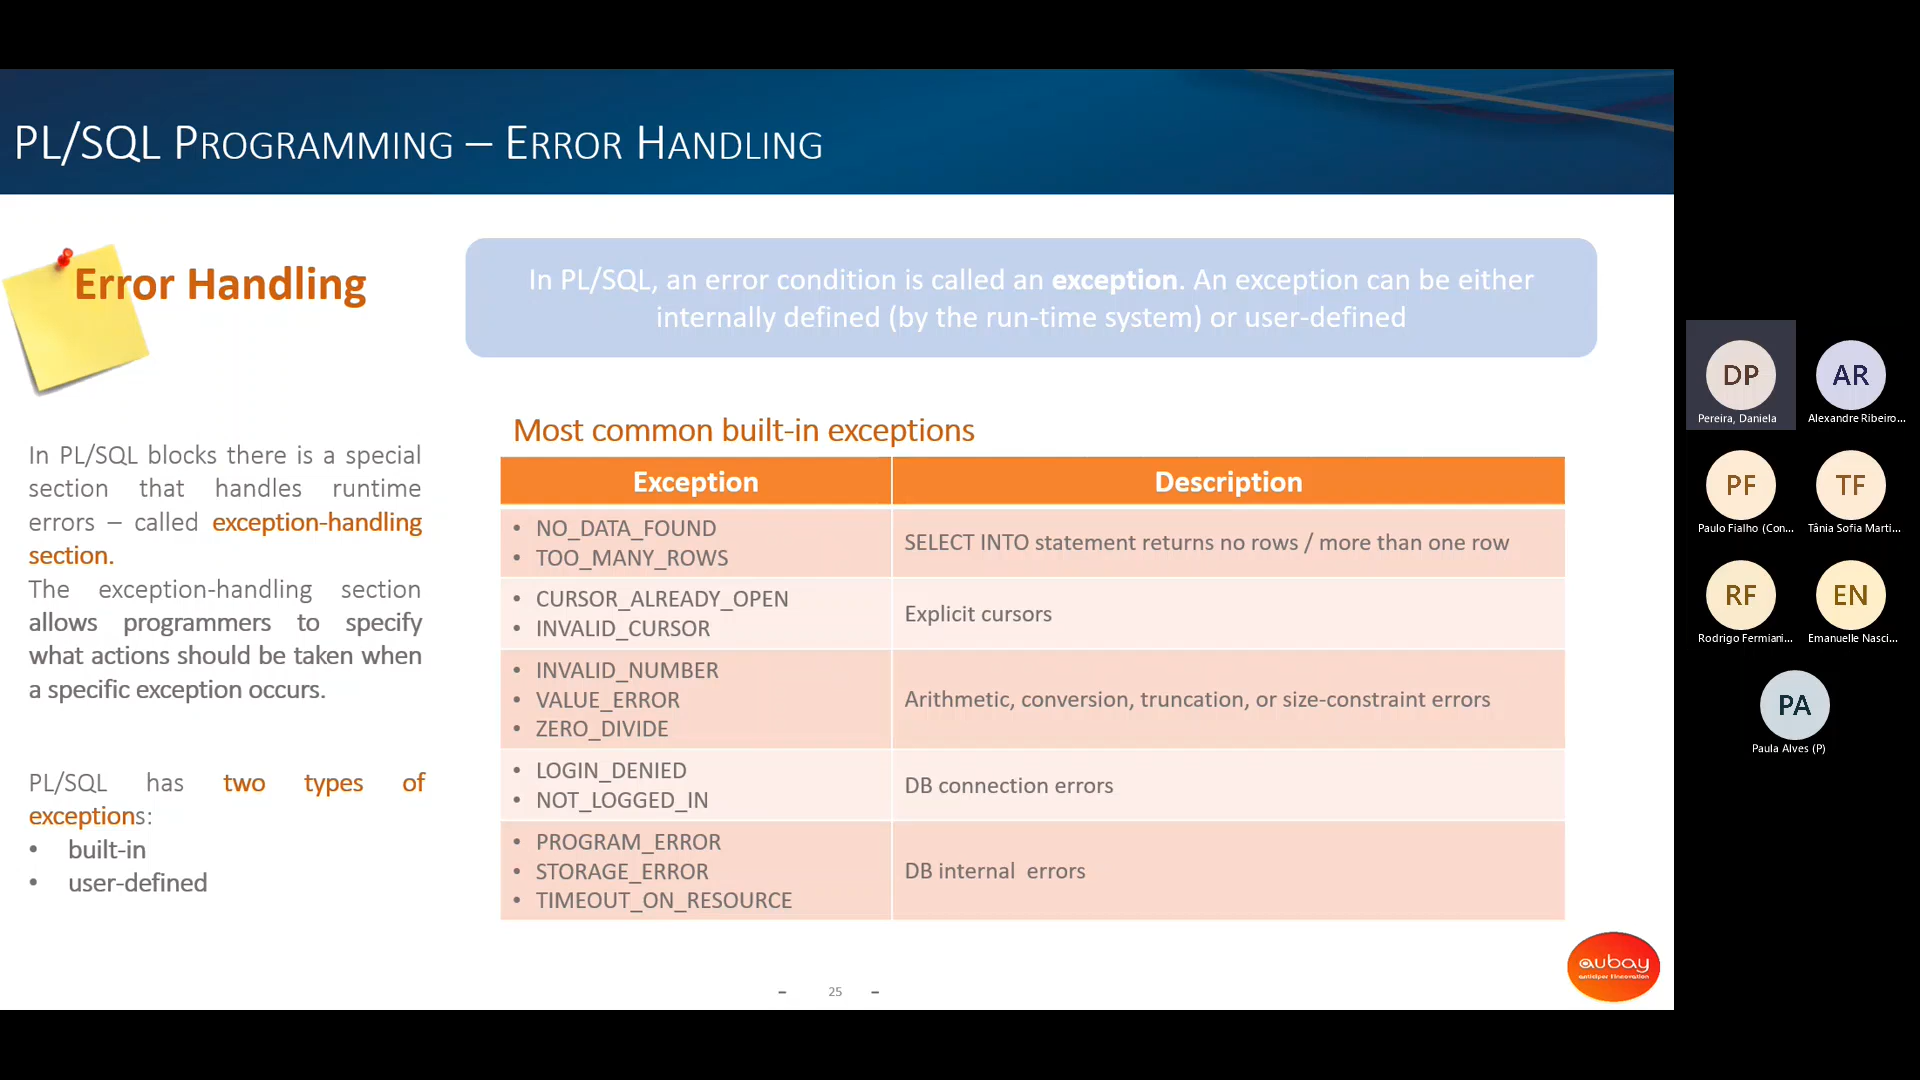 PL/SQL PROGRAMMING – ERROR HANDLING
Error Handling
In PL/SQL, an error condition is called an exception. An exception can be either
internally defined (by the run-time system) or user-defined
In PL/SQL blocks there is a special
section that handles runtime
errors – called exception-handling
section.
The exception-handling section
allows programmers to specify
what actions should be taken when
a specific exception occurs.
PL/SQL has two types of
exceptions:
• built-in
• user-defined
Most common built-in exceptions
Exception Description
• NO_DATA_FOUND
• TOO_MANY_ROWS
SELECT INTO statement returns no rows / more than one row
• CURSOR_ALREADY_OPEN
• INVALID_CURSOR
Explicit cursors
• INVALID_NUMBER
• VALUE_ERROR
• ZERO_DIVIDE
Arithmetic, conversion, truncation, or size-constraint errors
• LOGIN_DENIED
• NOT_LOGGED_IN
DB connection errors
• PROGRAM_ERROR
• STORAGE_ERROR
• TIMEOUT_ON_RESOURCE
DB internal errors
– 25 –
aubay
anticiper l'innovation
DP
Pereira, Daniela
AR
Alexandre Ribeiro...
PF
Paulo Fialho (Con...
TF
Tânia Sofia Marti...
RF
Rodrigo Fermiani...
EN
Emanuelle Nasci...
PA
Paula Alves (P)